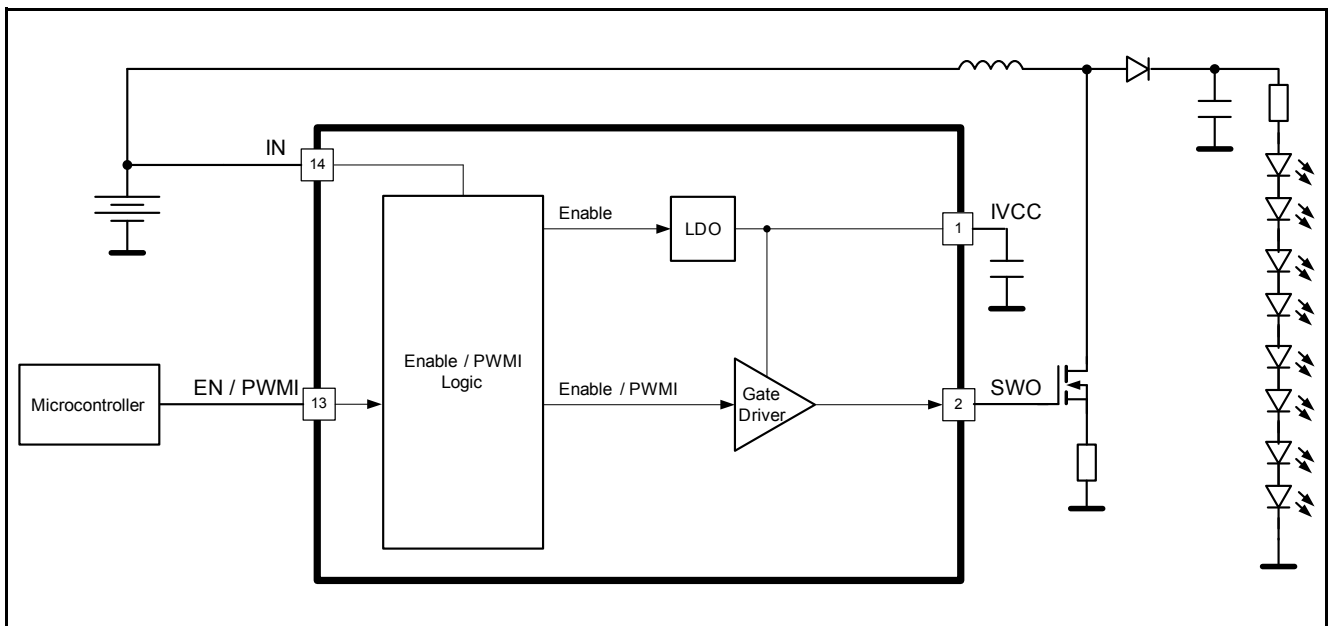 IN
14
IVCC
Enable
LDO
1
Enable / PWMI
Logic
EN / PWMI
Microcontroller
13
Enable / PWMI
Gate
Driver
SWO
2